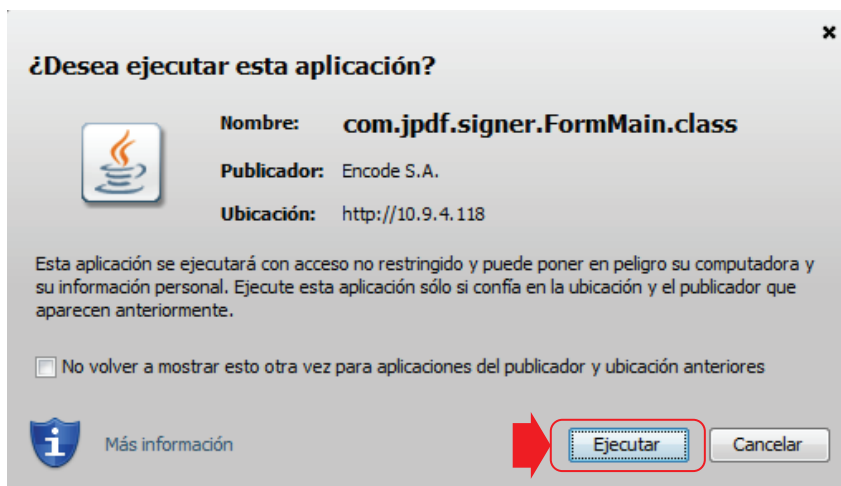 ¿Desea ejecutar esta aplicación?
Nombre: com.jpdf.signer.FormMain.class
Publicador: Encode S.A.
Ubicación: http://10.9.4.118
Esta aplicación se ejecutará con acceso no restringido y puede poner en peligro su computadora y
su información personal. Ejecute esta aplicación sólo si confía en la ubicación y el publicador que
aparecen anteriormente.
No volver a mostrar esto otra vez para aplicaciones del publicador y ubicación anteriores
Más información
Ejecutar
Cancelar